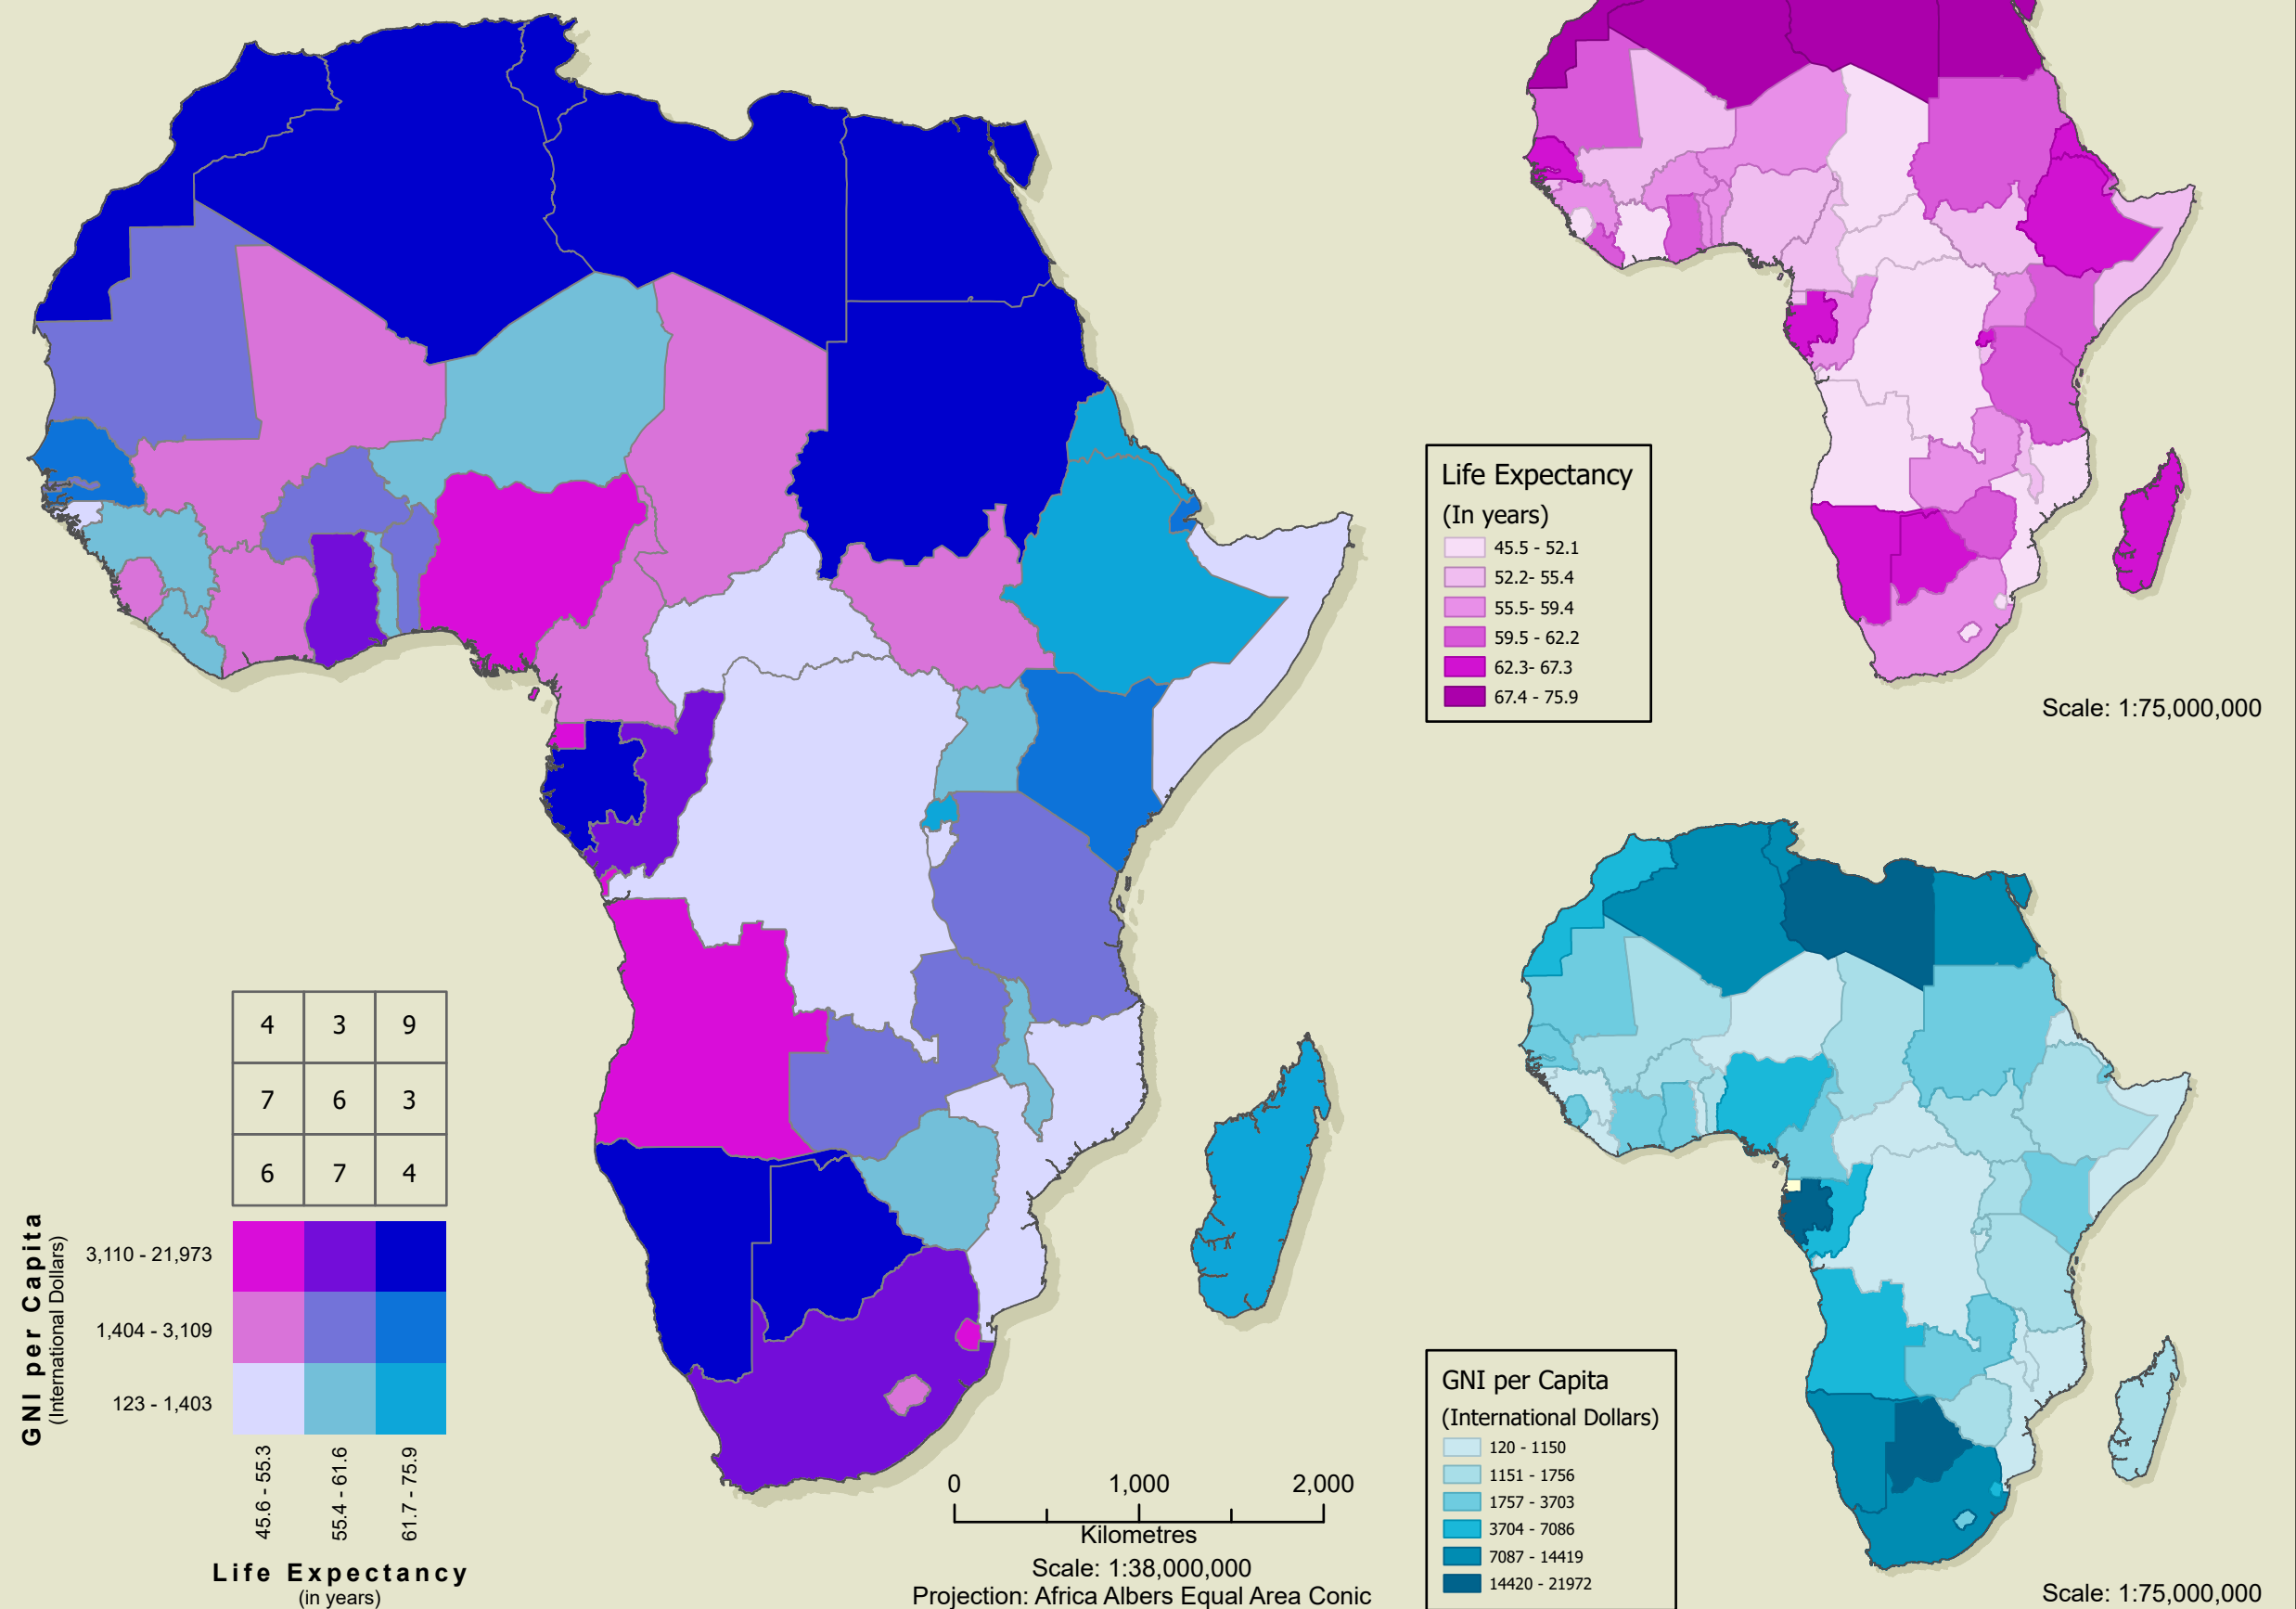 Life Expectancy
(In years)
45.5 - 52.1
52.2- 55.4
55.5- 59.4
59.5 - 62.2
62.3- 67.3
67.4 - 75.9
Scale: 1:75,000,000
4 3 9
7 6 3
6 7 4
GNI per Capita
(International Dollars)
3,110 - 21,973
1,404 - 3,109
123 - 1,403
45.6 - 55.3
55.4 - 61.6
61.7 - 75.9
Life Expectancy
(in years)
0 1,000 2,000
Kilometres
Scale: 1:38,000,000
Projection: Africa Albers Equal Area Conic
GNI per Capita
(International Dollars)
120 - 1150
1151 - 1756
1757 - 3703
3704 - 7086
7087 - 14419
14420 - 21972
Scale: 1:75,000,000